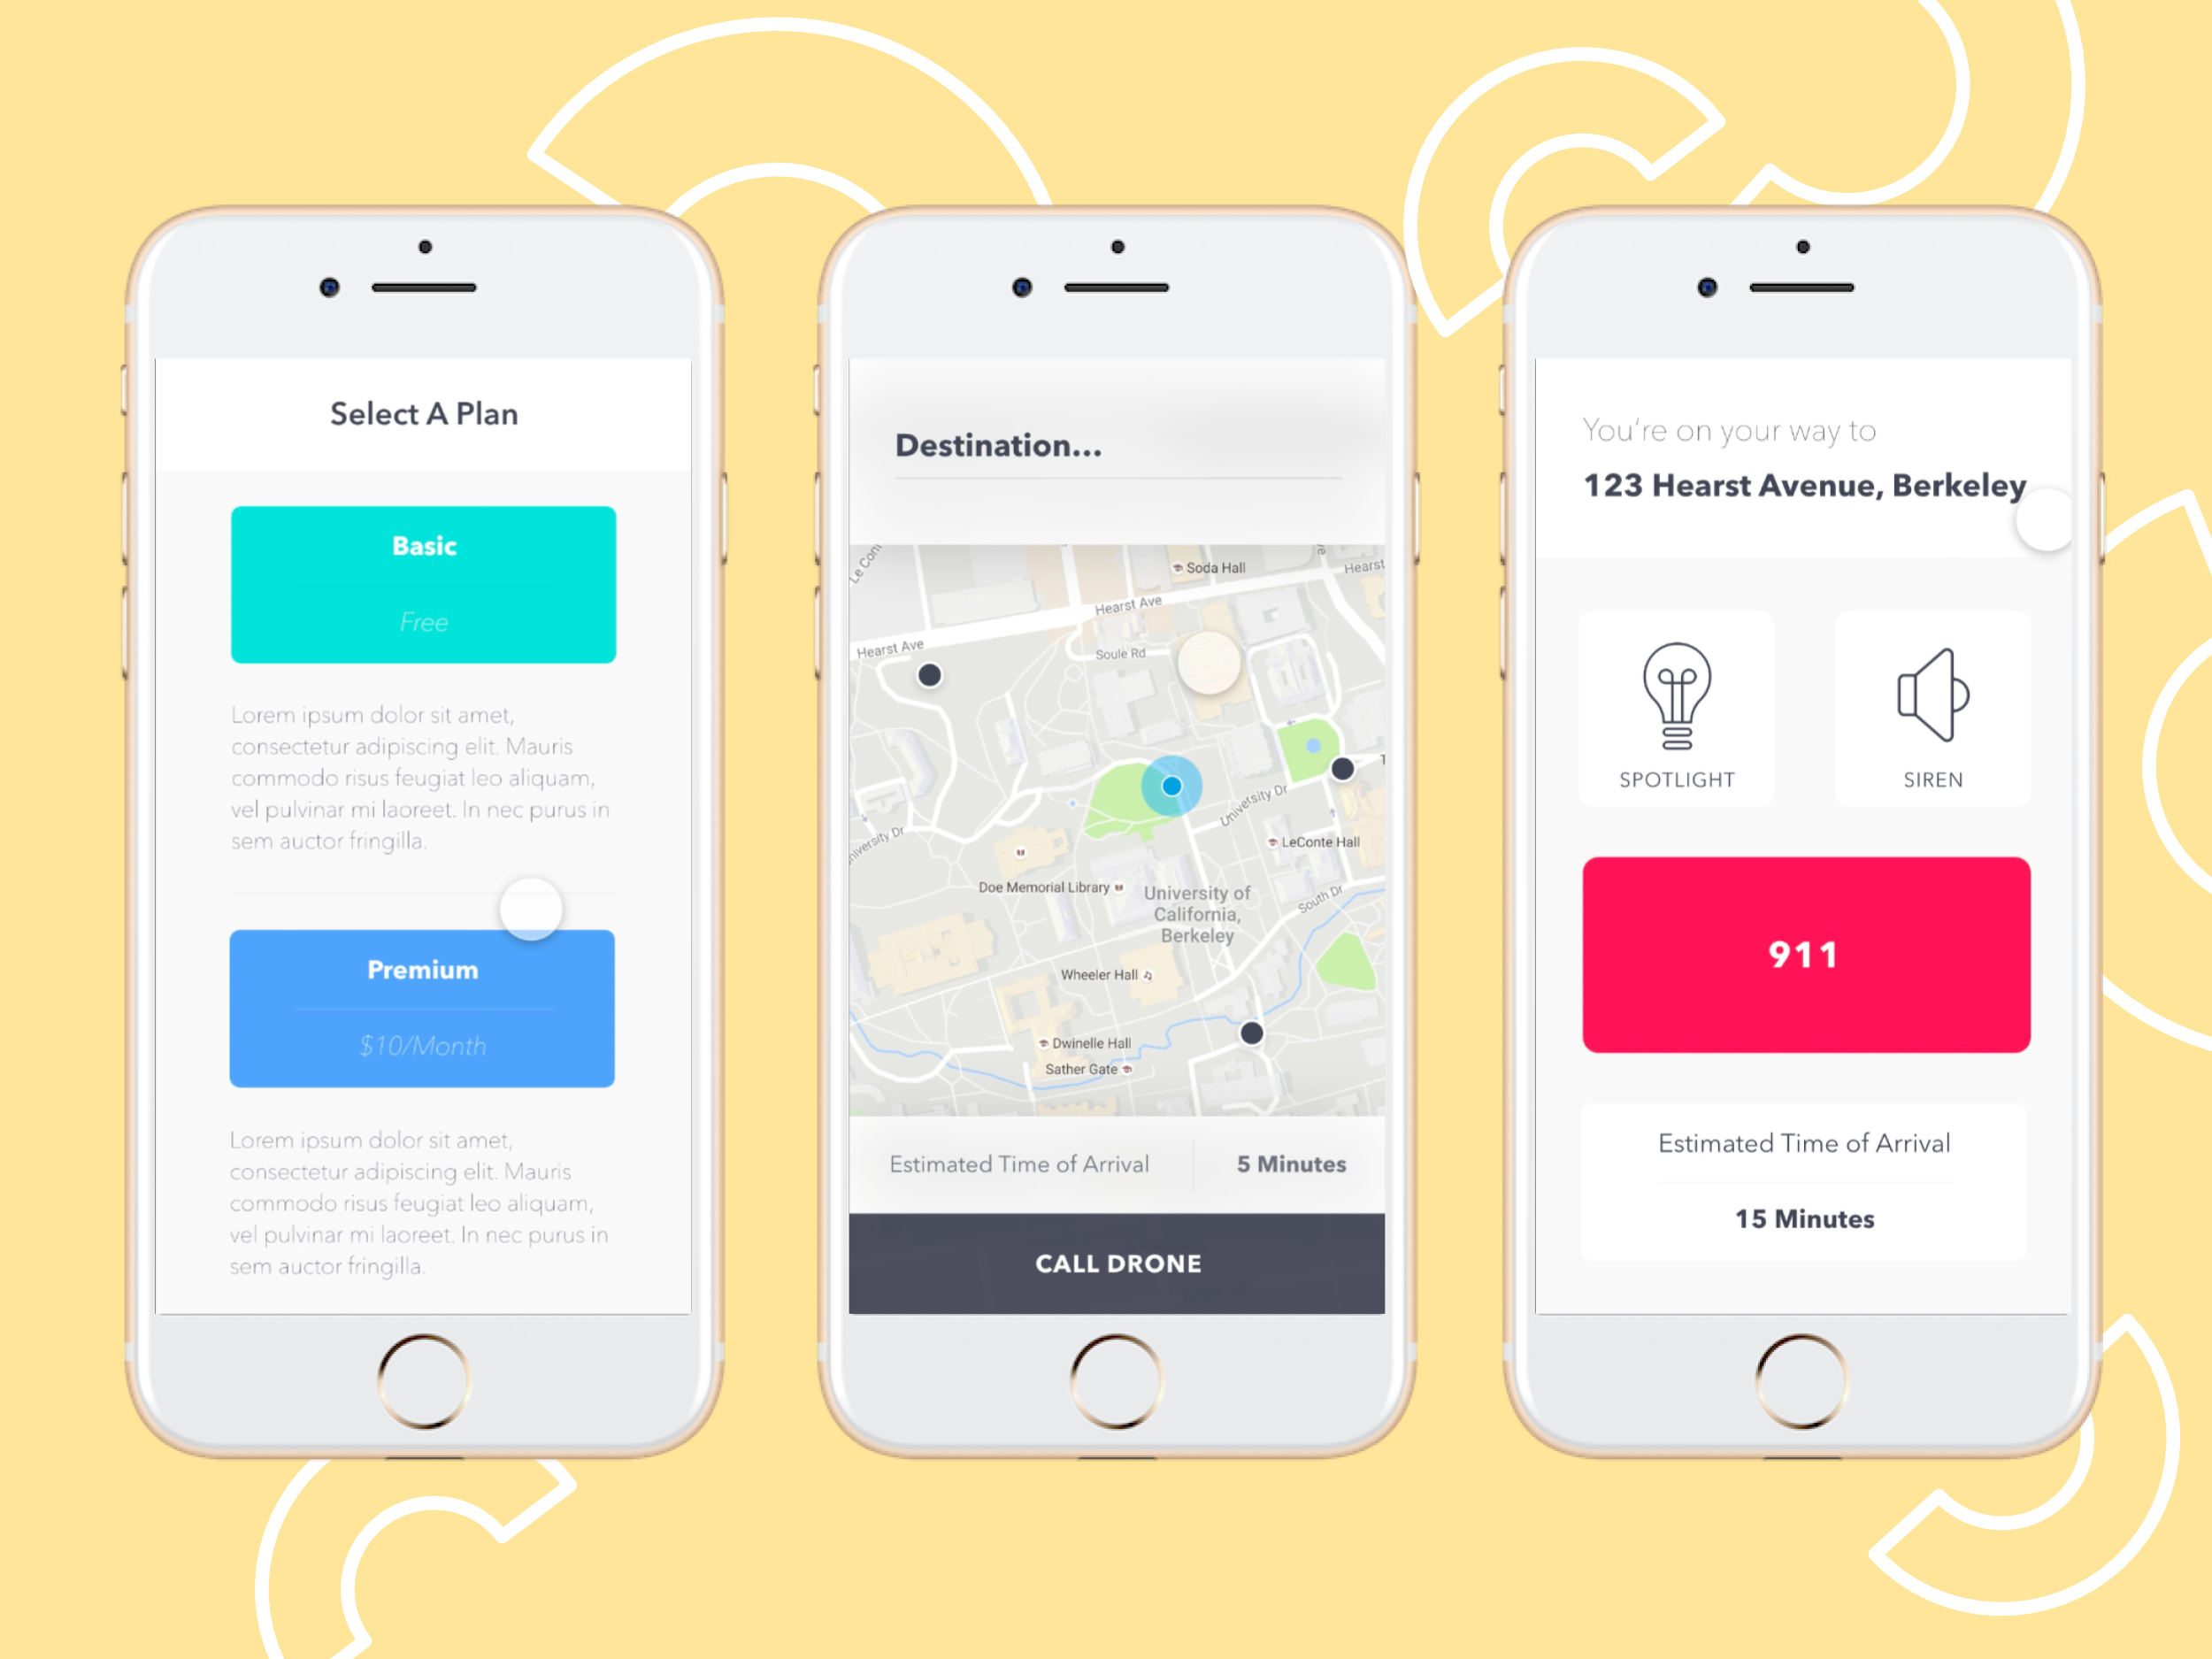 Select A Plan
Basic
Free
Lorem ipsum dolor sit amet,
consectetur adipiscing elit. Mauris
commodo risus feugiat leo aliquam,
vel pulvinar mi laoreet. In nec purus in
sem auctor fringilla.
Premium
$10/Month
Lorem ipsum dolor sit amet,
consectetur adipiscing elit. Mauris
commodo risus feugiat leo aliquam,
vel pulvinar mi laoreet. In nec purus in
sem auctor fringilla.
Destination...
Le Con
Soda Hall
Hearst
Hearst Ave
Hearst Ave
Soule Rd
University Dr
niversity Dr
LeConte Hall
Doe Memorial Library
University of
California,
Berkeley
South Dr
Wheeler Hall
Dwinelle Hall
Sather Gate
Estimated Time of Arrival
5 Minutes
CALL DRONE
You're on your way to
123 Hearst Avenue, Berkeley
SPOTLIGHT
SIREN
911
Estimated Time of Arrival
15 Minutes